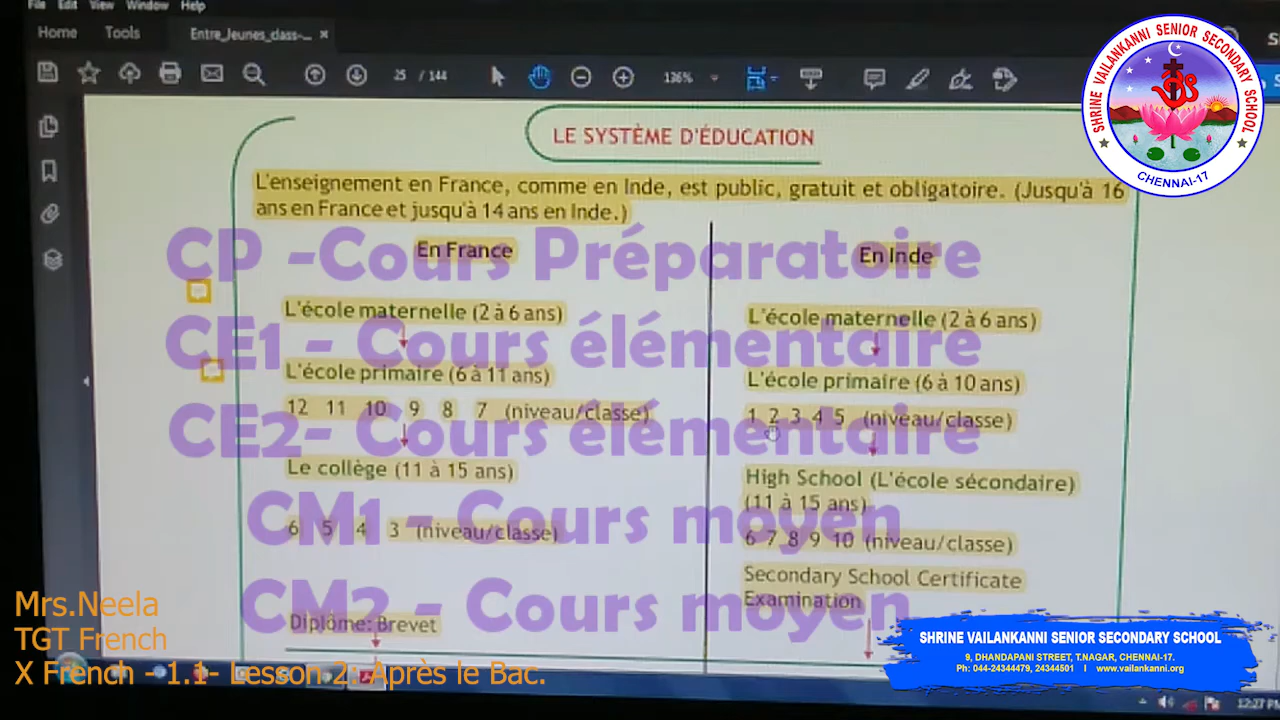 File Edit View Window Help
Home Tools Entre_Jeunes_class-... ×
25 / 144 136%
LE SYSTÈME D'ÉDUCATION
L'enseignement en France, comme en Inde, est public, gratuit et obligatoire. (Jusqu'à 16
ans en France et jusqu'à 14 ans en Inde.)
En France
L'école maternelle (2 à 6 ans)
L'école primaire (6 à 11 ans)
12 11 10 9 8 7 (niveau/classe)
Le collège (11 à 15 ans)
6 5 4 3 (niveau/classe)
Diplôme: Brevet
En Inde
L'école maternelle (2 à 6 ans)
L'école primaire (6 à 10 ans)
1 2 3 4 5 (niveau/classe)
High School (L'école sécondaire)
(11 à 15 ans)
6 7 8 9 10 (niveau/classe)
Secondary School Certificate
Examination
CP -Cours Préparatoire
CE1 - Cours élémentaire
CE2- Cours élémentaire
CM1 - Cours moyen
CM2 - Cours moyen
Mrs.Neela
TGT French
X French - 1.1- Lesson 2: Après le Bac.
SHRINE VAILANKANNI SENIOR SECONDARY SCHOOL
CHENNAI-17
SHRINE VAILANKANNI SENIOR SECONDARY SCHOOL
9, DHANDAPANI STREET, T.NAGAR, CHENNAI-17.
Ph: 044-24344479, 24344501 I www.vailankanni.org
12:27 PM